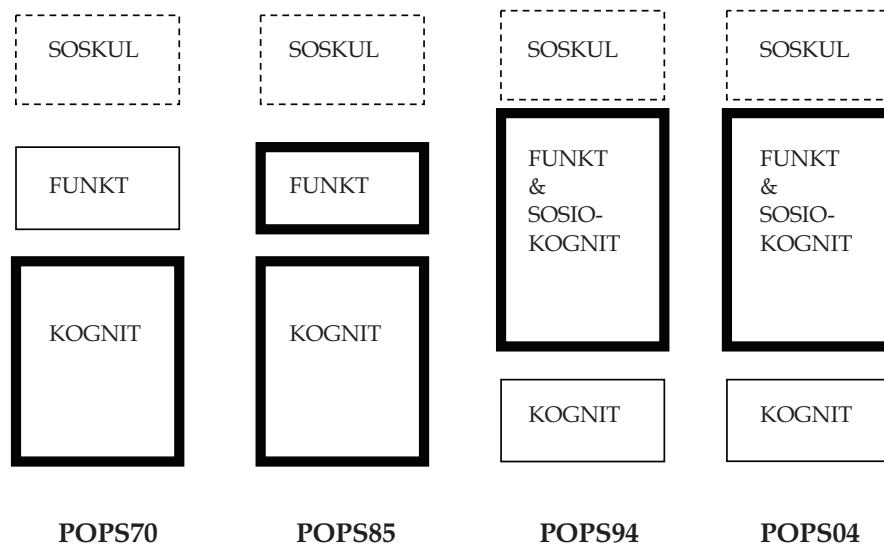 SOSKUL SOSKUL SOSKUL SOSKUL
FUNKT FUNKT FUNKT FUNKT
& &
SOSIO- SOSIO-
KOGNIT KOGNIT
KOGNIT KOGNIT
KOGNIT KOGNIT
POPS70 POPS85 POPS94 POPS04